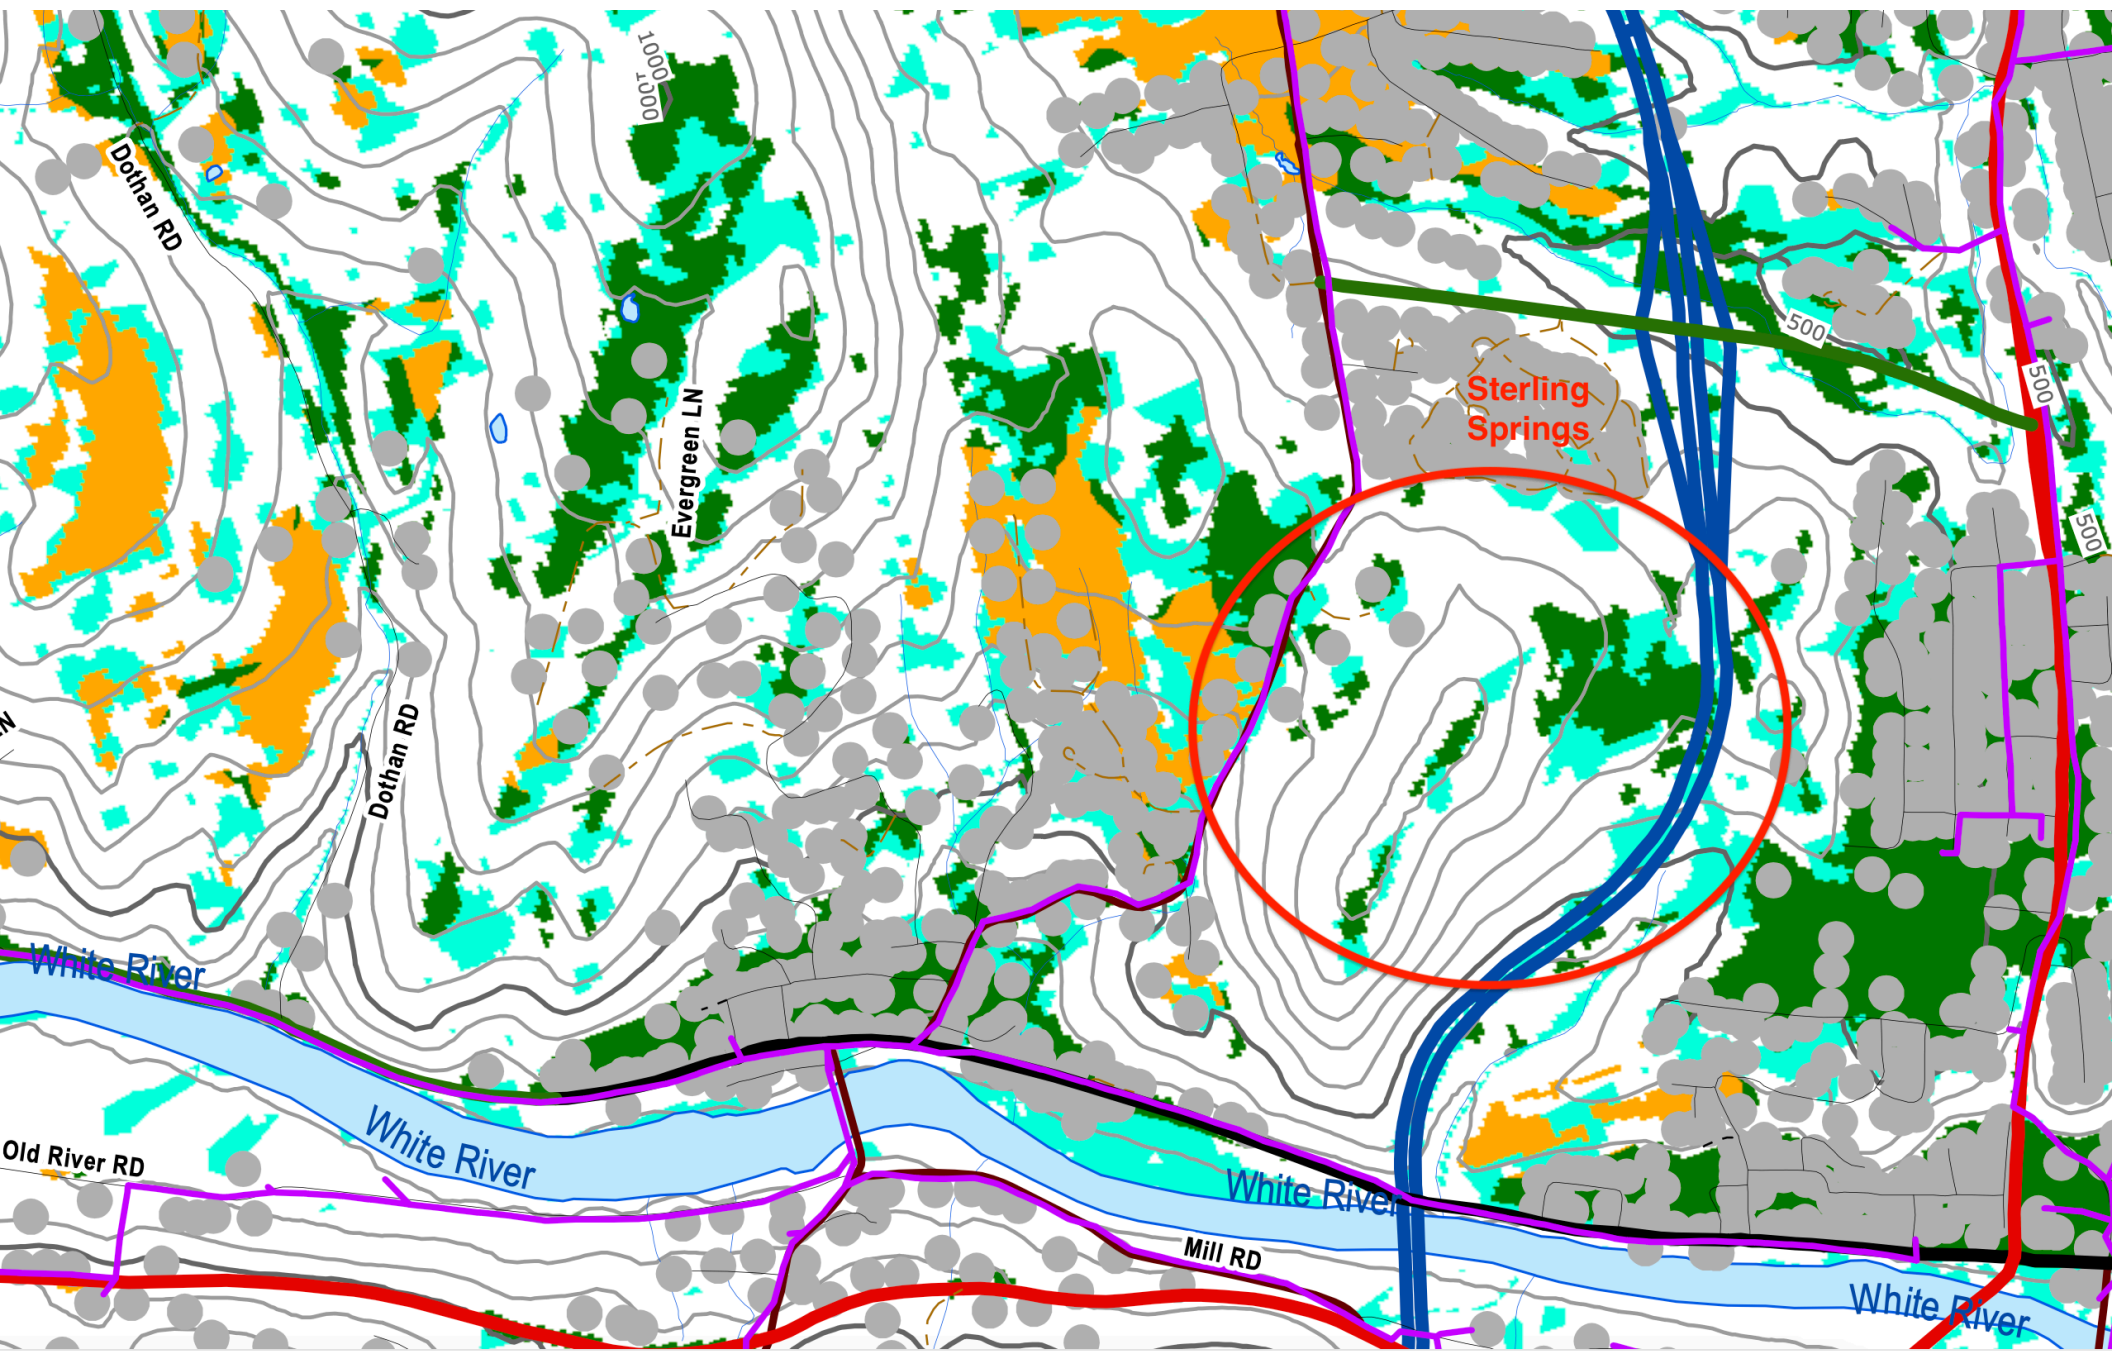 1000
1000
Dothan RD
500
500
Sterling
Springs
Evergreen LN
500
Dothan RD
White River
White River
Old River RD
White River
Mill RD
White River